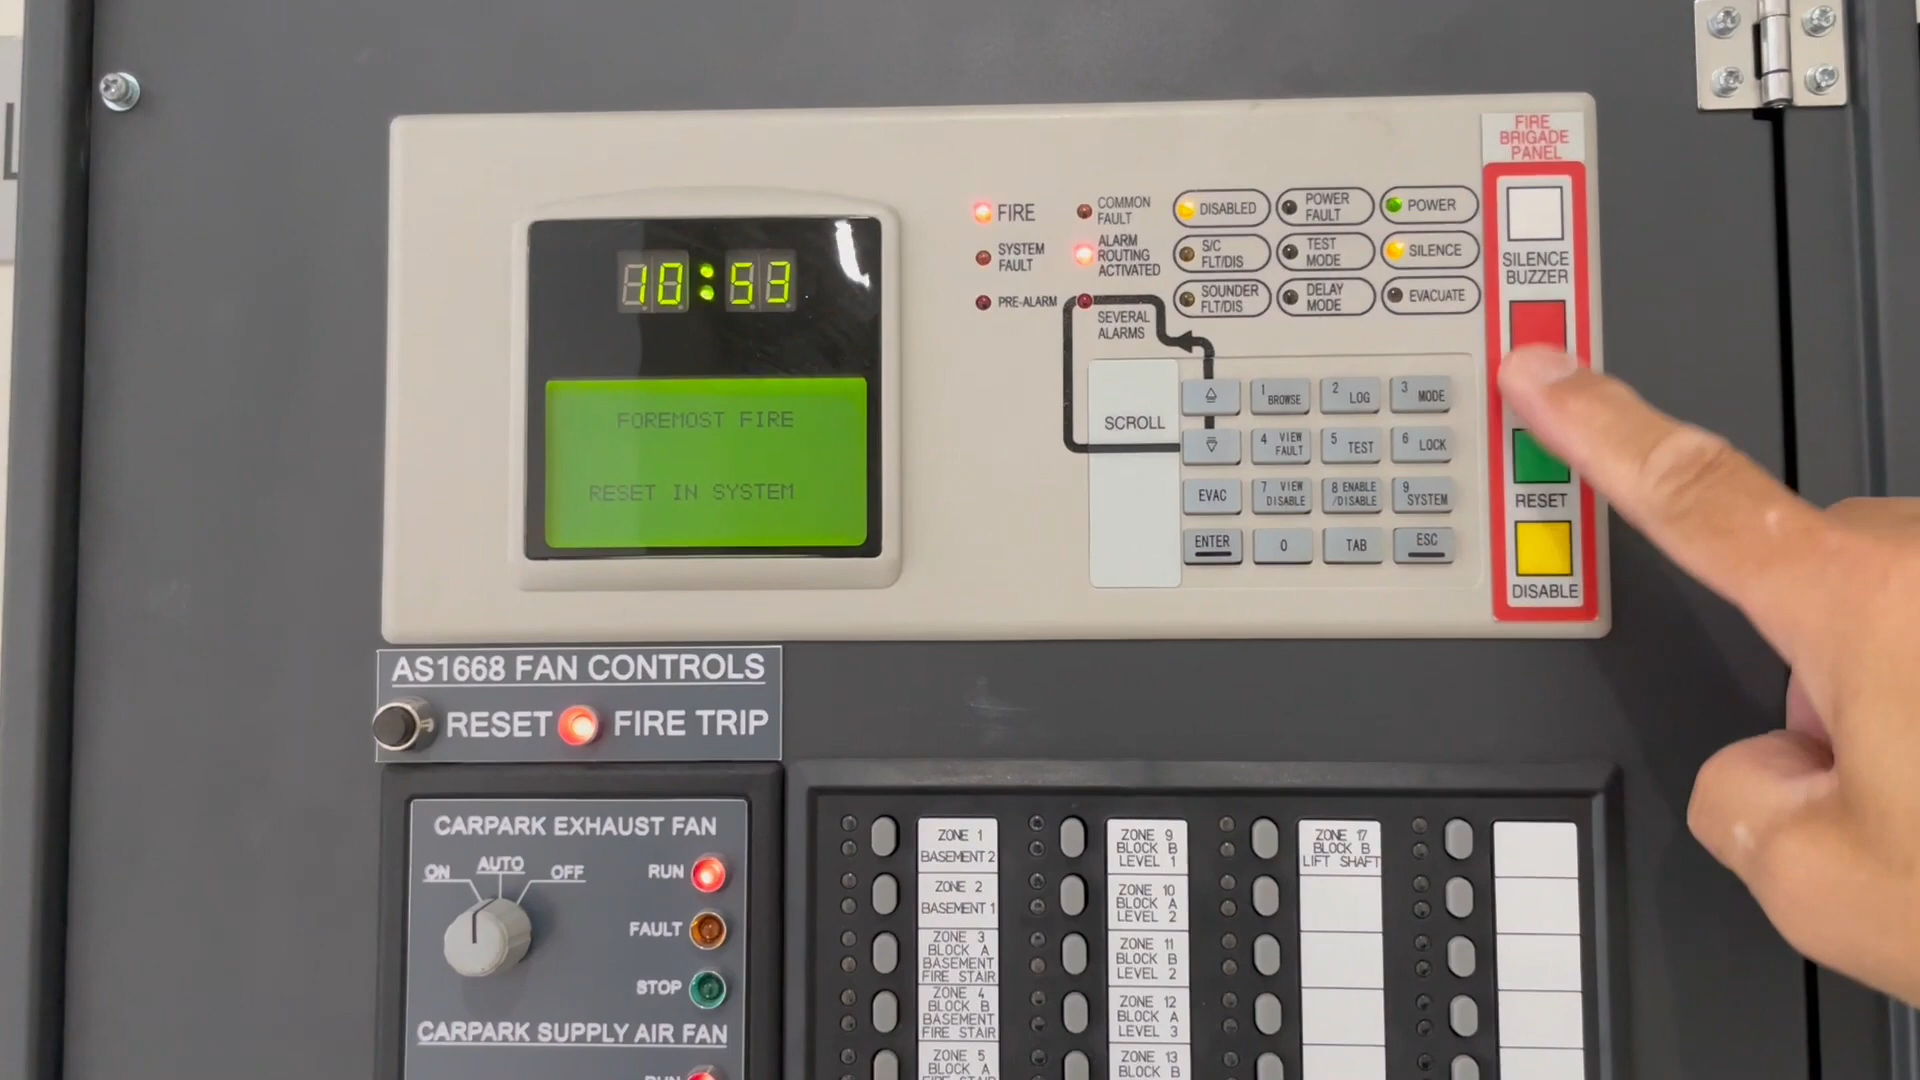 FIRE
BRIGADE
PANEL
10:53
FOREMOST FIRE
RESET IN SYSTEM
FIRE
SYSTEM
FAULT
PRE-ALARM
COMMON
FAULT
ALARM
ROUTING
ACTIVATED
SEVERAL
ALARMS
DISABLED
POWER
FAULT
POWER
S/C
FLT/DIS
TEST
MODE
SILENCE
SOUNDER
FLT/DIS
DELAY
MODE
EVACUATE
SCROLL
1 BROWSE
2 LOG
3 MODE
4 VIEW
FAULT
5 TEST
6 LOCK
EVAC
7 VIEW
DISABLE
8 ENABLE
/DISABLE
9 SYSTEM
ENTER
0
TAB
ESC
SILENCE
BUZZER
RESET
DISABLE
AS1668 FAN CONTROLS
RESET
FIRE TRIP
CARPARK EXHAUST FAN
ON
AUTO
OFF
RUN
FAULT
STOP
CARPARK SUPPLY AIR FAN
RUN
ZONE 1
BASEMENT 2
ZONE 2
BASEMENT 1
ZONE 3
BLOCK A
BASEMENT
FIRE STAIR
ZONE 4
BLOCK B
BASEMENT
FIRE STAIR
ZONE 5
BLOCK A
FIRE STAIR
ZONE 9
BLOCK B
LEVEL 1
ZONE 10
BLOCK A
LEVEL 2
ZONE 11
BLOCK B
LEVEL 2
ZONE 12
BLOCK A
LEVEL 3
ZONE 13
BLOCK B
ZONE 17
BLOCK B
LIFT SHAFT